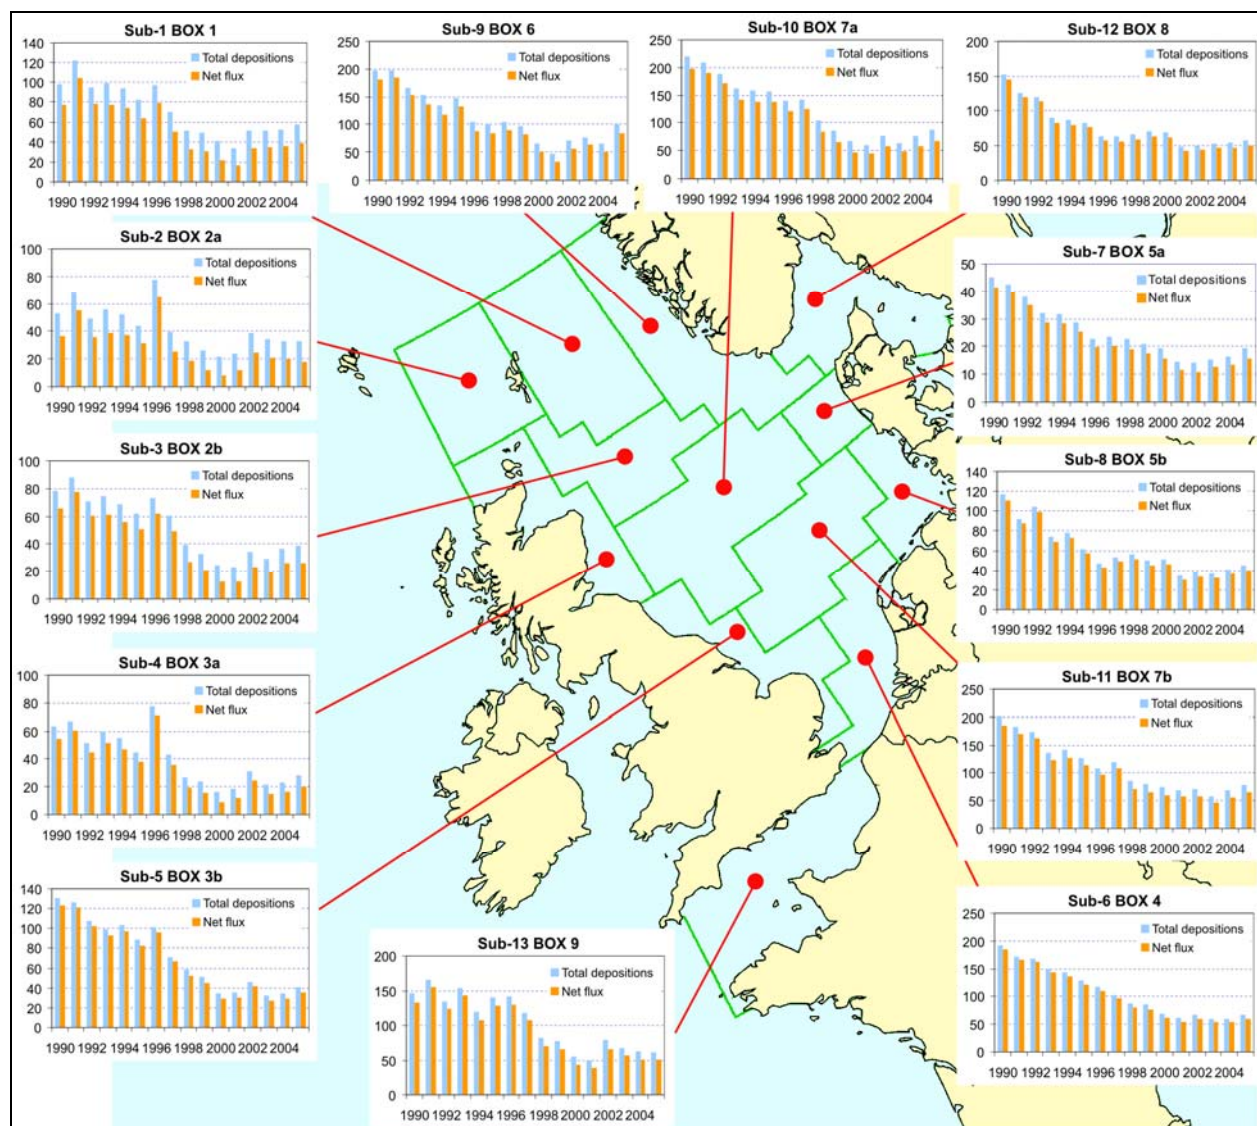 Sub-1 BOX 1
140
120
100
80
60
40
20
0
Total depositions
Net flux
1990 1992 1994 1996 1998 2000 2002 2004
Sub-9 BOX 6
250
200
150
100
50
0
Total depositions
Net flux
1990 1992 1994 1996 1998 2000 2002 2004
Sub-10 BOX 7a
250
200
150
100
50
0
Total depositions
Net flux
1990 1992 1994 1996 1998 2000 2002 2004
Sub-12 BOX 8
200
150
100
50
0
Total depositions
Net flux
1990 1992 1994 1996 1998 2000 2002 2004
Sub-2 BOX 2a
100
80
60
40
20
0
Total depositions
Net flux
1990 1992 1994 1996 1998 2000 2002 2004
Sub-7 BOX 5a
50
40
30
20
10
0
Total depositions
Net flux
1990 1992 1994 1996 1998 2000 2002 2004
Sub-3 BOX 2b
100
80
60
40
20
0
Total depositions
Net flux
1990 1992 1994 1996 1998 2000 2002 2004
Sub-8 BOX 5b
140
120
100
80
60
40
20
0
Total depositions
Net flux
1990 1992 1994 1996 1998 2000 2002 2004
Sub-4 BOX 3a
100
80
60
40
20
0
Total depositions
Net flux
1990 1992 1994 1996 1998 2000 2002 2004
Sub-11 BOX 7b
250
200
150
100
50
0
Total depositions
Net flux
1990 1992 1994 1996 1998 2000 2002 2004
Sub-5 BOX 3b
140
120
100
80
60
40
20
0
Total depositions
Net flux
1990 1992 1994 1996 1998 2000 2002 2004
Sub-13 BOX 9
200
150
100
50
0
Total depositions
Net flux
1990 1992 1994 1996 1998 2000 2002 2004
Sub-6 BOX 4
250
200
150
100
50
0
Total depositions
Net flux
1990 1992 1994 1996 1998 2000 2002 2004